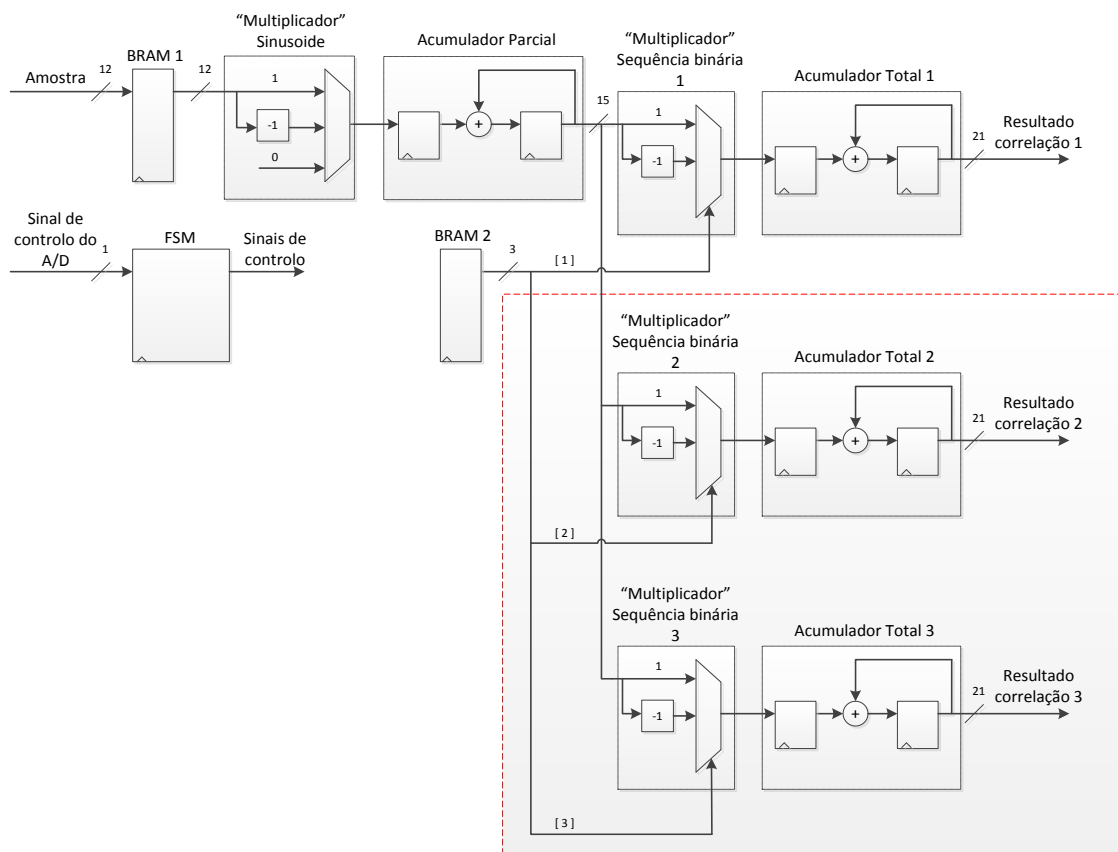 “Multiplicador”
Sinusoide
BRAM 1
Amostra
12
12
1
-1
0
Acumulador Parcial
+
15
“Multiplicador”
Sequência binária
1
1
-1
Acumulador Total 1
+
21
Resultado
correlação 1
Sinal de
controlo do
A/D
1
FSM
Sinais de
controlo
BRAM 2
3
[ 1 ]
“Multiplicador”
Sequência binária
2
1
-1
Acumulador Total 2
+
21
Resultado
correlação 2
[ 2 ]
“Multiplicador”
Sequência binária
3
1
-1
Acumulador Total 3
+
21
Resultado
correlação 3
[ 3 ]